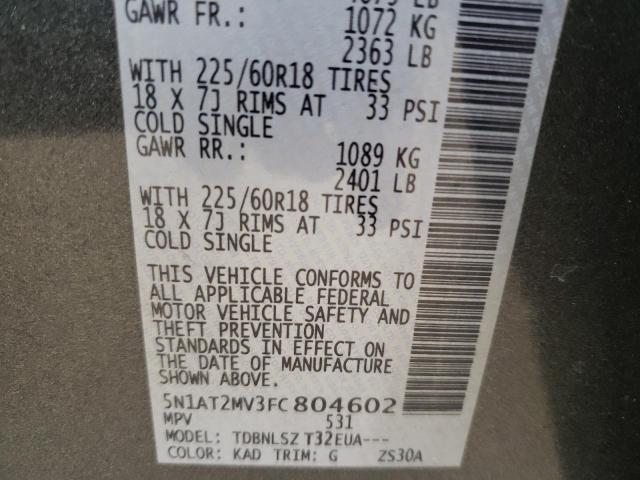 GAWR FR.: 1072 KG
2363 LB
WITH 225/60R18 TIRES
18 X 7J RIMS AT 33 PSI
COLD SINGLE
GAWR RR.: 1089 KG
2401 LB
WITH 225/60R18 TIRES
18 X 7J RIMS AT 33 PSI
COLD SINGLE
THIS VEHICLE CONFORMS TO
ALL APPLICABLE FEDERAL
MOTOR VEHICLE SAFETY AND
THEFT PREVENTION
STANDARDS IN EFFECT ON
THE DATE OF MANUFACTURE
SHOWN ABOVE.
5N1AT2MV3FC804602
MPV 531
MODEL: TDBNLSZ T32EUA---
COLOR: KAD TRIM: G ZS30A